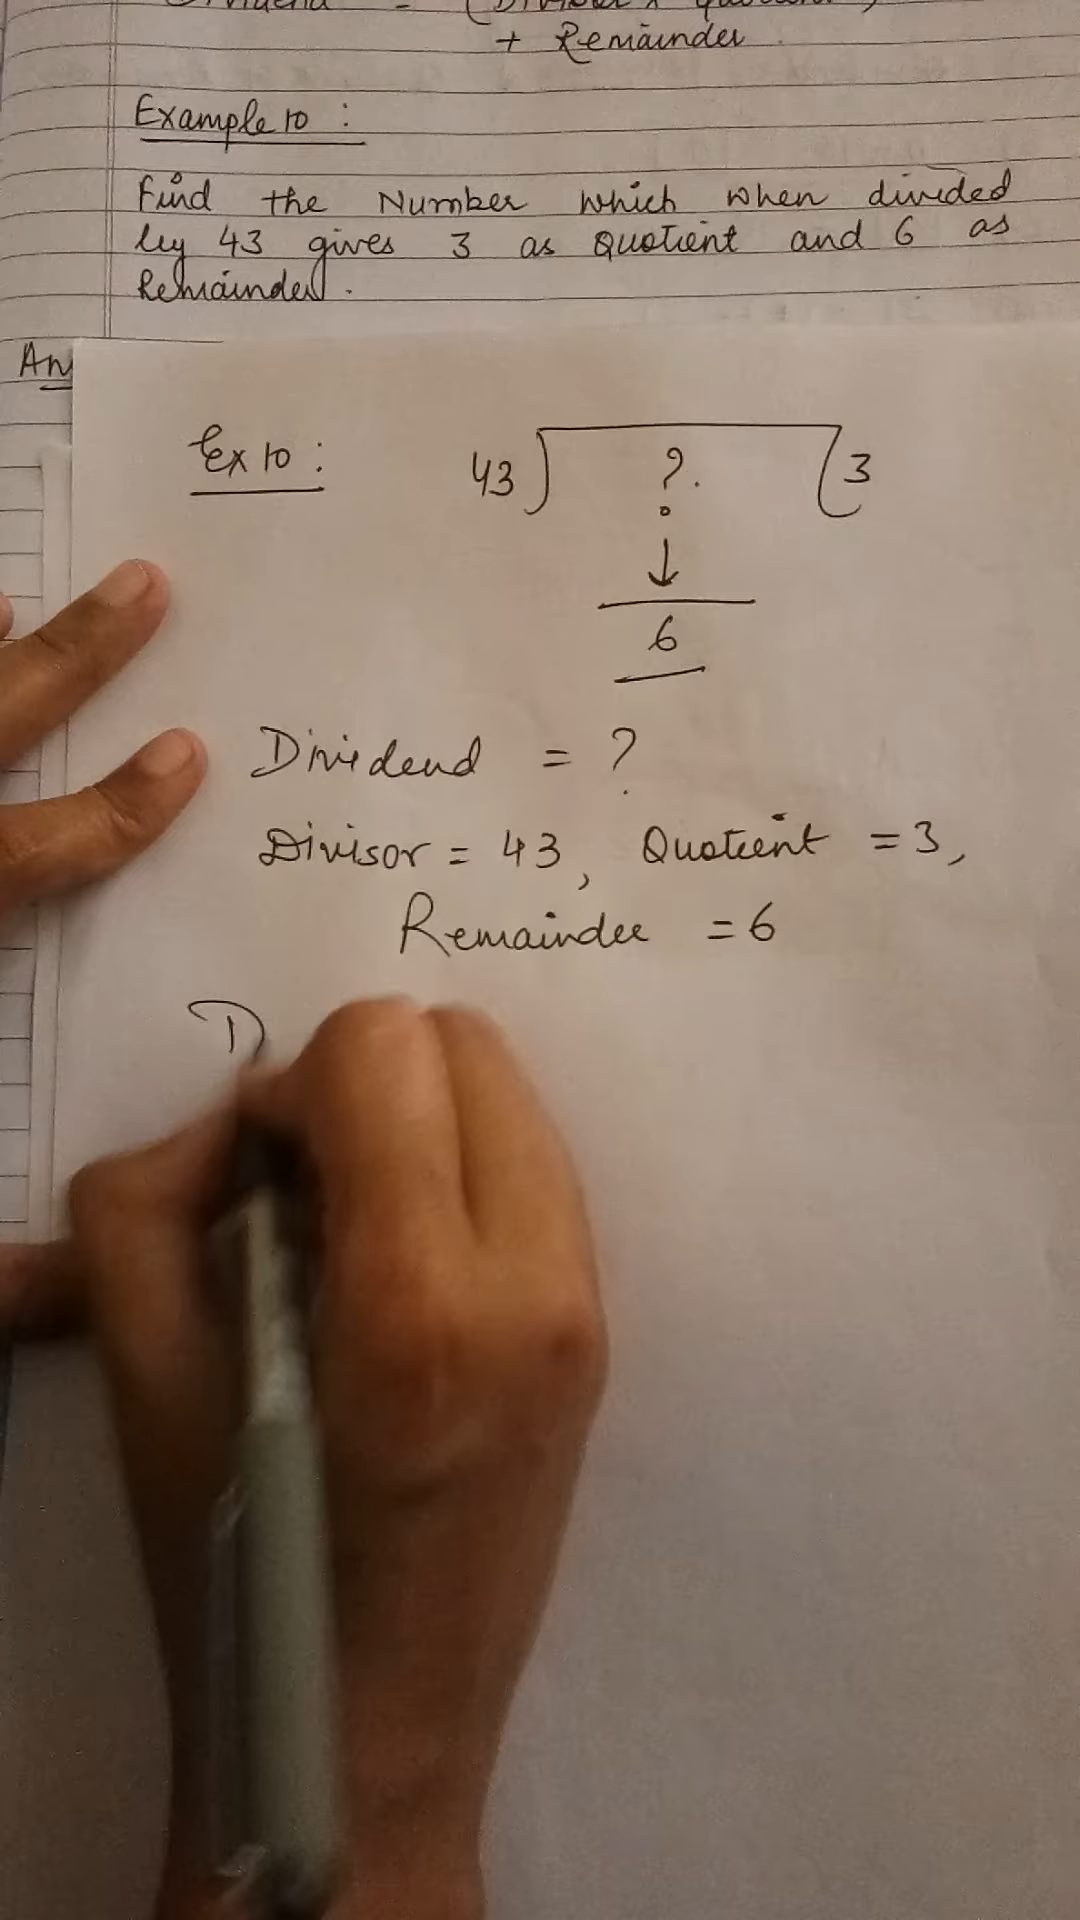 + Remainder
Example 10 :
Find the Number which when divided
by 43 gives 3 as Quotient and 6 as
Remainder.
An
Ex 10 : 43 ? 3
6
Dividend = ?
Divisor = 43, Quotient = 3,
Remainder = 6
D